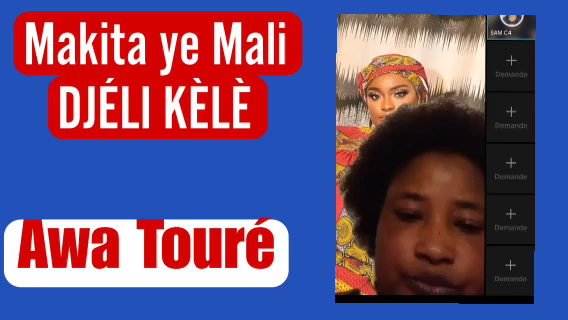 Makita ye Mali
DJÉLI KÈLÈ
Awa Touré
SAM C4
Demande
Demande
Demande
Demande
Demande